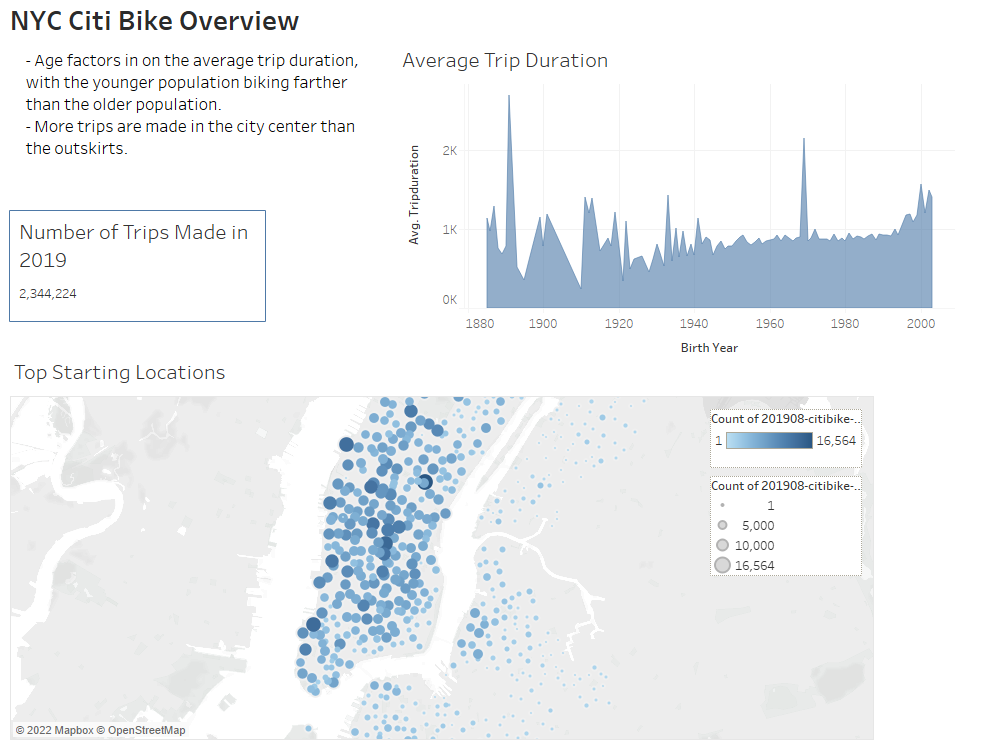 NYC Citi Bike Overview
- Age factors in on the average trip duration,
with the younger population biking farther
than the older population.
- More trips are made in the city center than
the outskirts.
Number of Trips Made in
2019
2,344,224
Average Trip Duration
Avg. Tripduration
2K
1K
0K
1880 1900 1920 1940 1960 1980 2000
Birth Year
Top Starting Locations
Count of 201908-citibike-..
1 16,564
Count of 201908-citibike-..
1
5,000
10,000
16,564
© 2022 Mapbox © OpenStreetMap